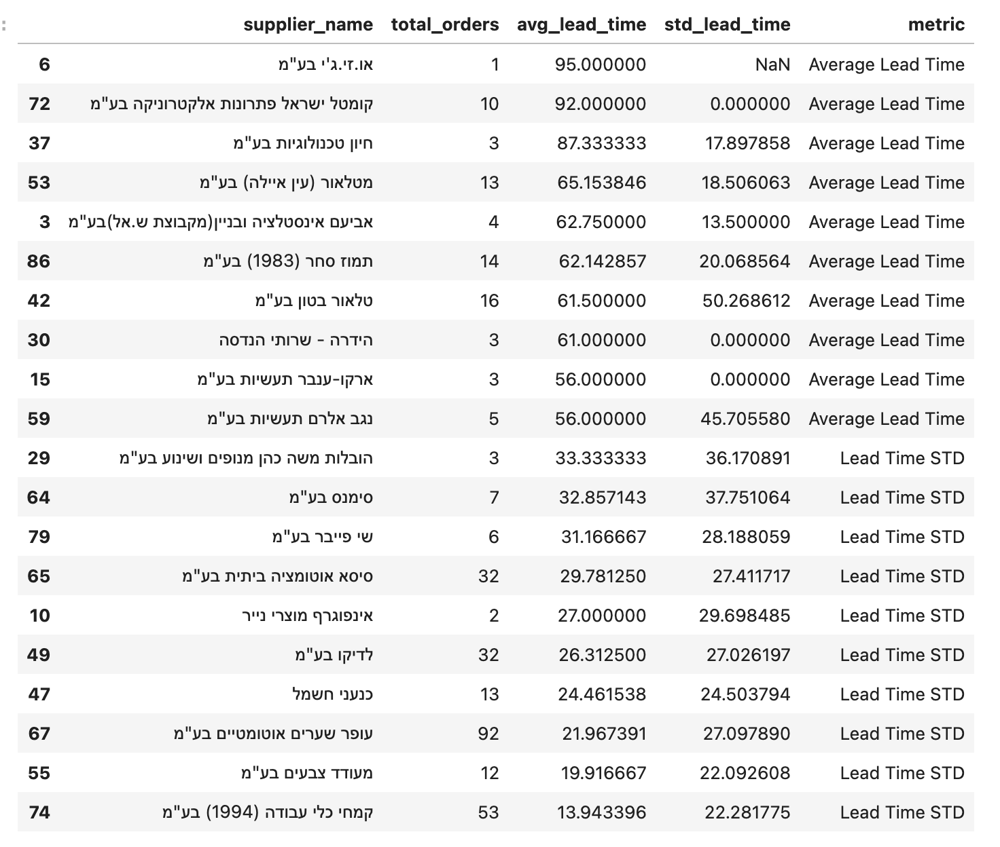 :
supplier_name total_orders avg_lead_time std_lead_time metric
6 או.זי.ג'י בע"מ 1 95.000000 NaN Average Lead Time
72 קומטל ישראל פתרונות אלקטרוניקה בע"מ 10 92.000000 0.000000 Average Lead Time
37 חיון טכנולוגיות בע"מ 3 87.333333 17.897858 Average Lead Time
53 מטלאור (עין איילה) בע"מ 13 65.153846 18.506063 Average Lead Time
3 אביעם אינסטלציה ובניין(מקבוצת ש.אל)בע"מ 4 62.750000 13.500000 Average Lead Time
86 תמוז סחר (1983) בע"מ 14 62.142857 20.068564 Average Lead Time
42 טלאור בטון בע"מ 16 61.500000 50.268612 Average Lead Time
30 הידרה - שרותי הנדסה 3 61.000000 0.000000 Average Lead Time
15 ארקו-ענבר תעשיות בע"מ 3 56.000000 0.000000 Average Lead Time
59 נגב אלרם תעשיות בע"מ 5 56.000000 45.705580 Average Lead Time
29 הובלות משה כהן מנופים ושינוע בע"מ 3 33.333333 36.170891 Lead Time STD
64 סימנס בע"מ 7 32.857143 37.751064 Lead Time STD
79 שי פייבר בע"מ 6 31.166667 28.188059 Lead Time STD
65 סיסא אוטומציה ביתית בע"מ 32 29.781250 27.411717 Lead Time STD
10 אינפוגרף מוצרי נייר 2 27.000000 29.698485 Lead Time STD
49 לדיקו בע"מ 32 26.312500 27.026197 Lead Time STD
47 כנעני חשמל 13 24.461538 24.503794 Lead Time STD
67 עופר שערים אוטומטיים בע"מ 92 21.967391 27.097890 Lead Time STD
55 מעודד צבעים בע"מ 12 19.916667 22.092608 Lead Time STD
74 קמחי כלי עבודה (1994) בע"מ 53 13.943396 22.281775 Lead Time STD